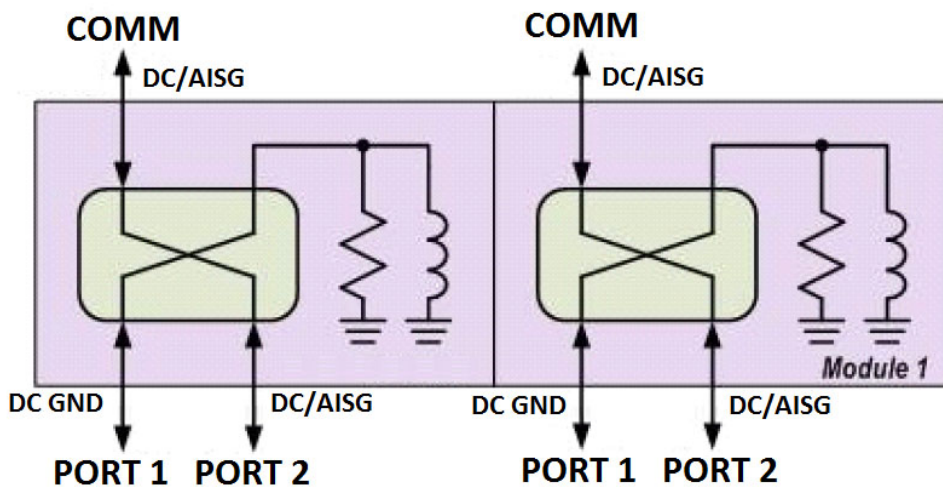 COMM COMM
DC/AISG DC/AISG
Module 1
DC GND DC/AISG DC GND DC/AISG
PORT 1 PORT 2 PORT 1 PORT 2